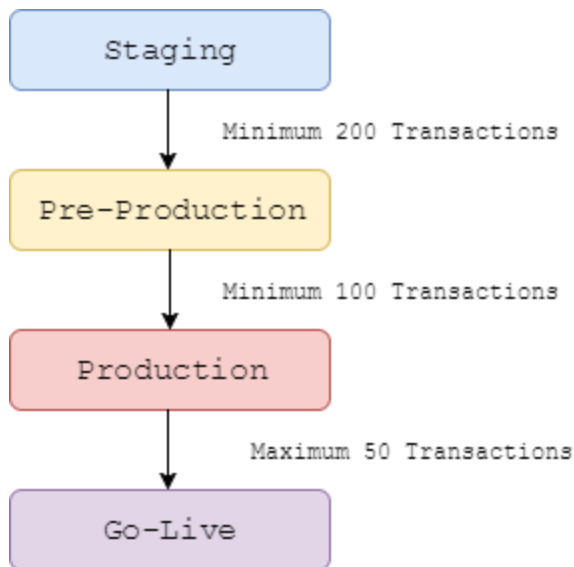 Staging
Minimum 200 Transactions
Pre-Production
Minimum 100 Transactions
Production
Maximum 50 Transactions
Go-Live